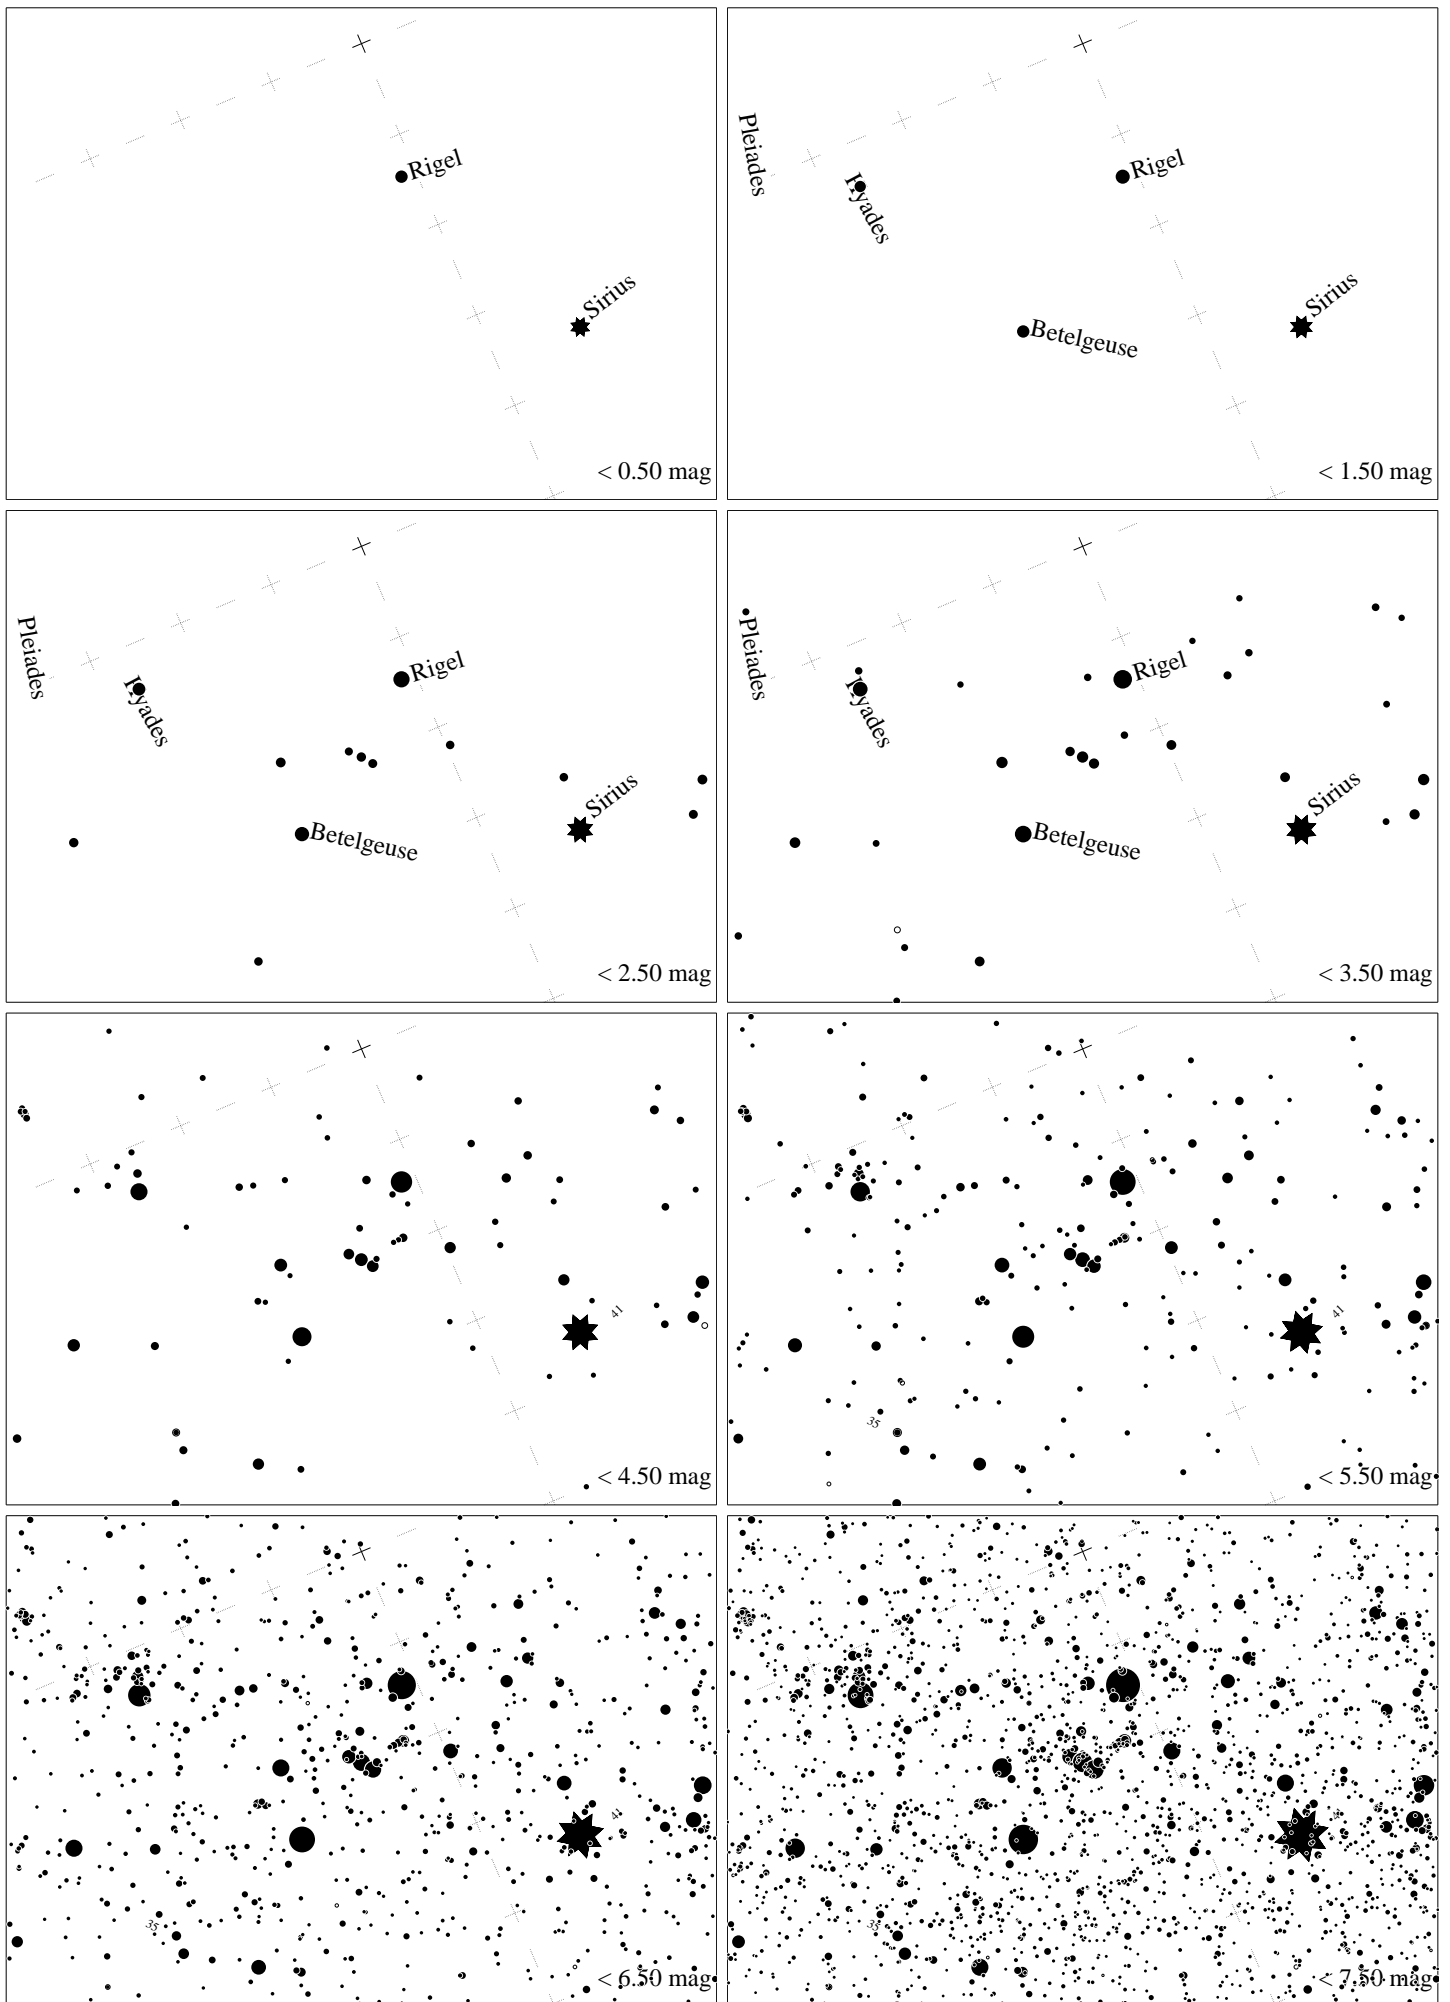 Rigel
Sirius
< 0.50 mag
Pleiades
Hyades
Rigel
Sirius
Betelgeuse
< 1.50 mag
Pleiades
Hyades
Rigel
Sirius
Betelgeuse
< 2.50 mag
Pleiades
Hyades
Rigel
Sirius
Betelgeuse
< 3.50 mag
41
< 4.50 mag
41
35
< 5.50 mag
41
35
< 6.50 mag
35
< 7.50 mag